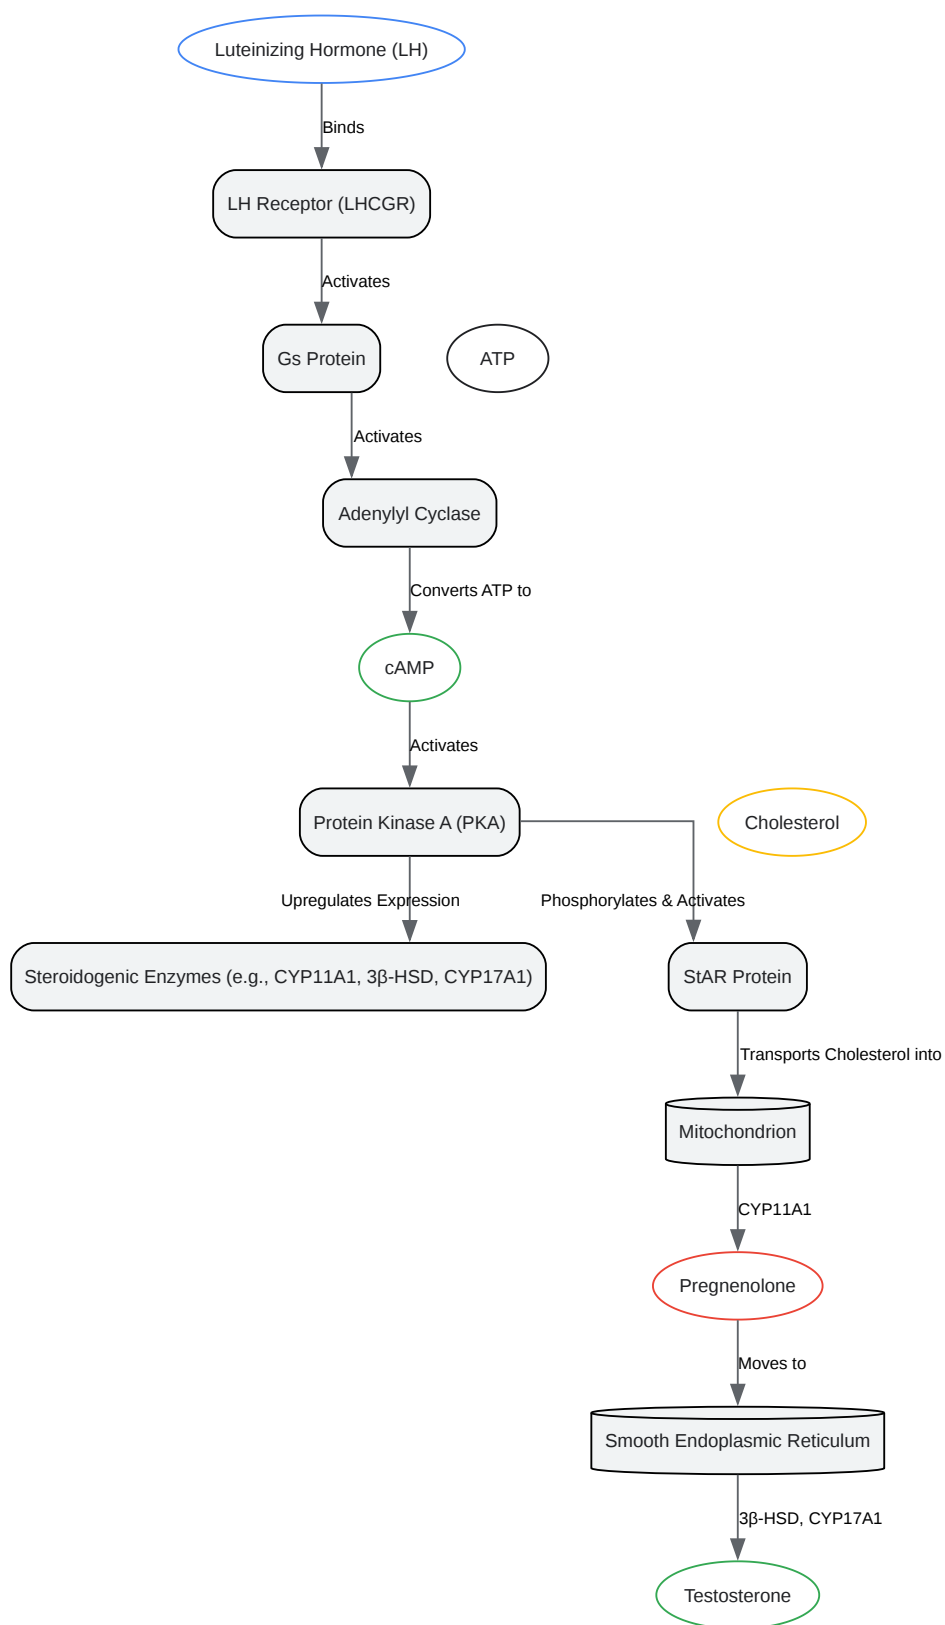 Luteinizing Hormone (LH)
Binds
LH Receptor (LHCGR)
Activates
Gs Protein
ATP
Activates
Adenylyl Cyclase
Converts ATP to
cAMP
Activates
Protein Kinase A (PKA)
Cholesterol
Upregulates Expression
Phosphorylates & Activates
Steroidogenic Enzymes (e.g., CYP11A1, 3β-HSD, CYP17A1)
StAR Protein
Transports Cholesterol into
Mitochondrion
CYP11A1
Pregnenolone
Moves to
Smooth Endoplasmic Reticulum
3β-HSD, CYP17A1
Testosterone